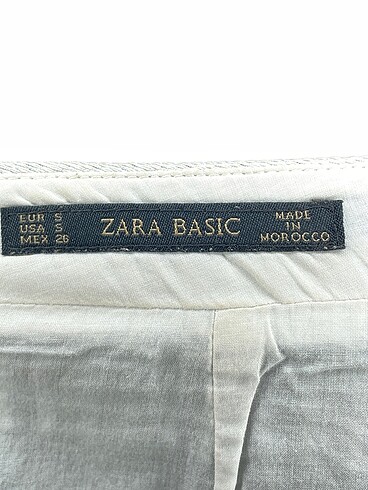 EUR S
USA S
MEX 26
ZARA BASIC
MADE
IN
MOROCCO